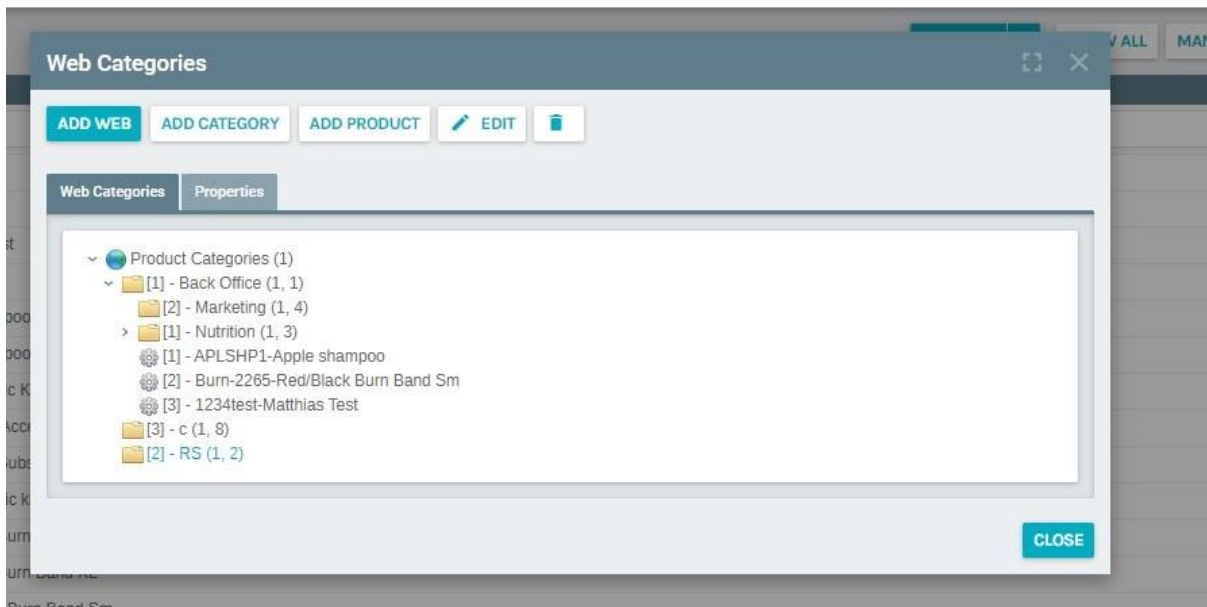 V ALL MAN
Web Categories
ADD WEB ADD CATEGORY ADD PRODUCT EDIT
Web Categories Properties
Product Categories (1)
[1] - Back Office (1, 1)
[2] - Marketing (1, 4)
[1] - Nutrition (1, 3)
[1] - APLSHP1-Apple shampoo
[2] - Burn-2265-Red/Black Burn Band Sm
[3] - 1234test-Matthias Test
[3] - c (1, 8)
[2] - RS (1, 2)
CLOSE